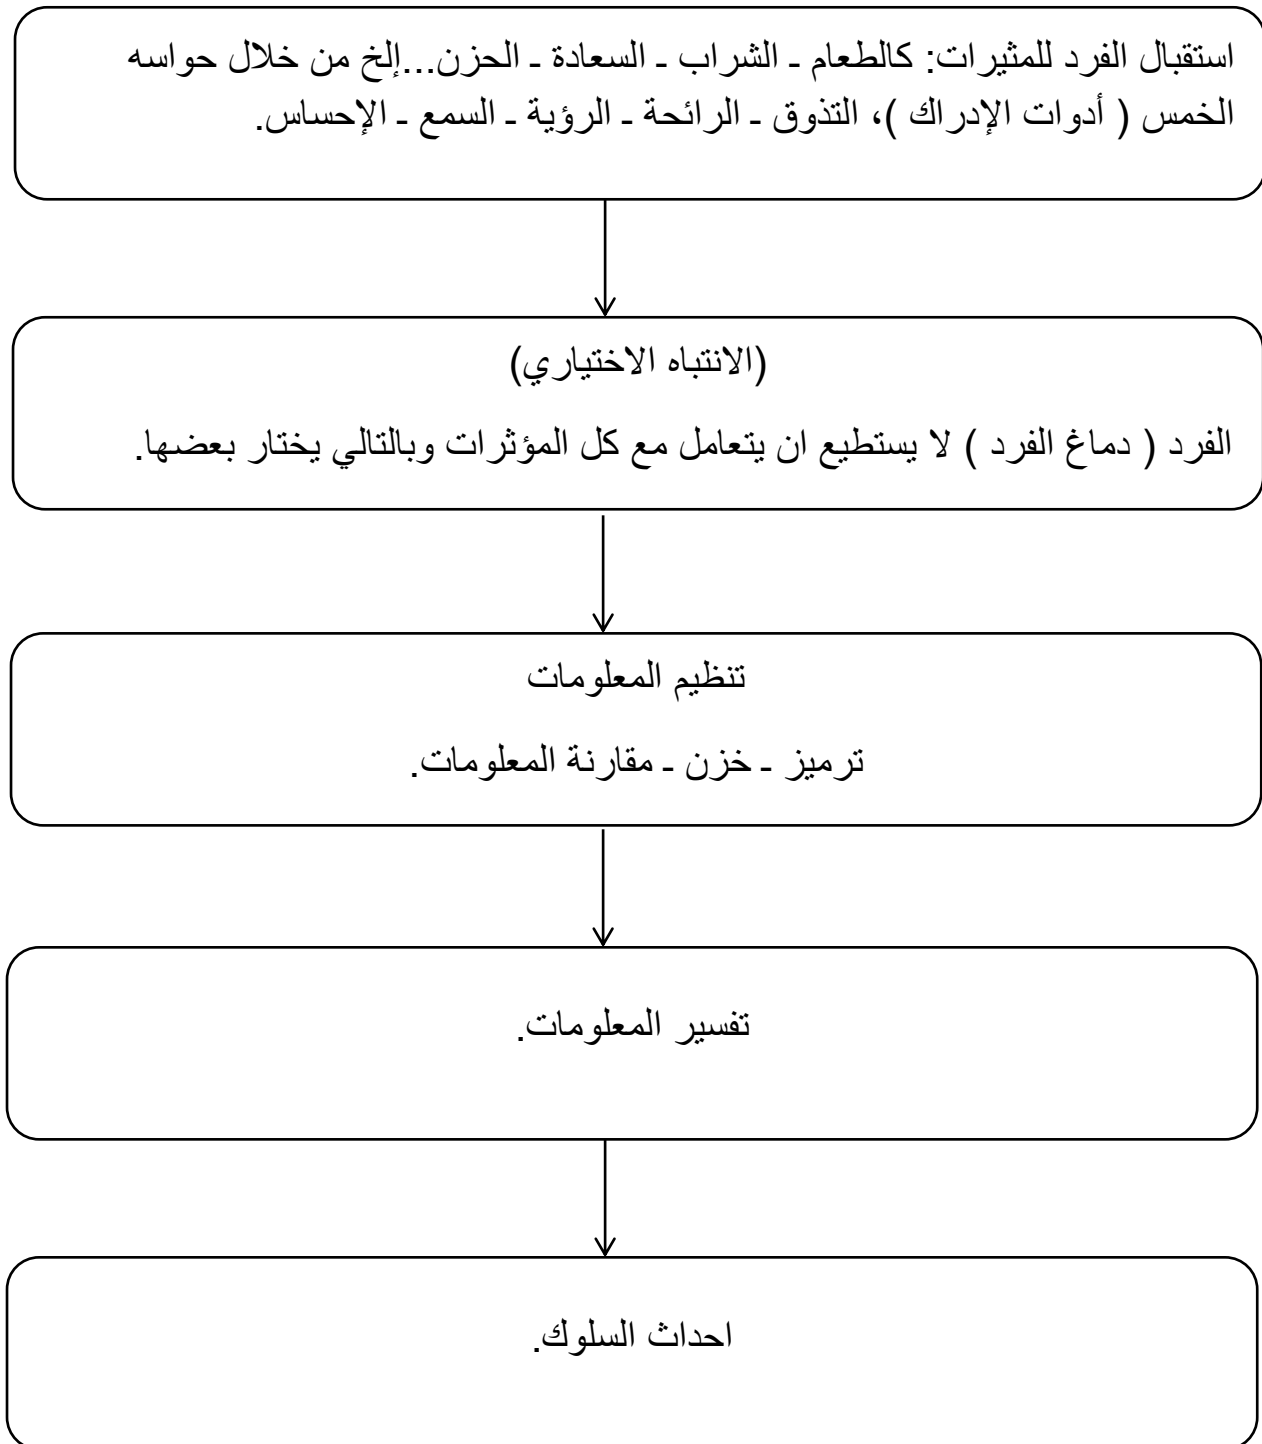 استقبال الفرد للمثيرات: كالطعام - الشراب - السعادة - الحزن...إلخ من خلال حواسه
الخمس ( أدوات الإدراك )، التذوق - الرائحة - الرؤية - السمع - الإحساس.
(الانتباه الاختياري)
الفرد ( دماغ الفرد ) لا يستطيع ان يتعامل مع كل المؤثرات وبالتالي يختار بعضها.
تنظيم المعلومات
ترميز - خزن - مقارنة المعلومات.
تفسير المعلومات.
احداث السلوك.